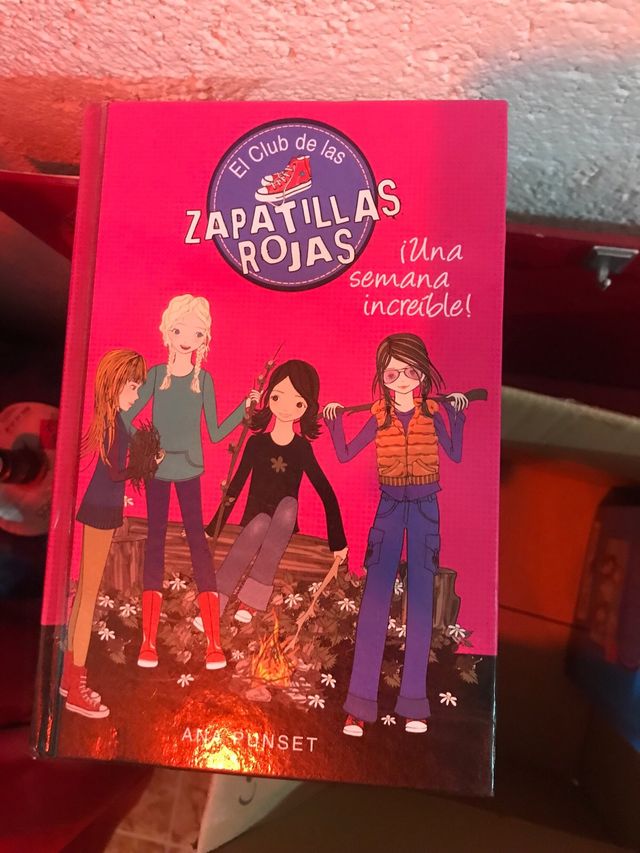 El Club de las
ZAPATILLAS
ROJAS
¡Una
semana
increíble!
ANA PUNSET